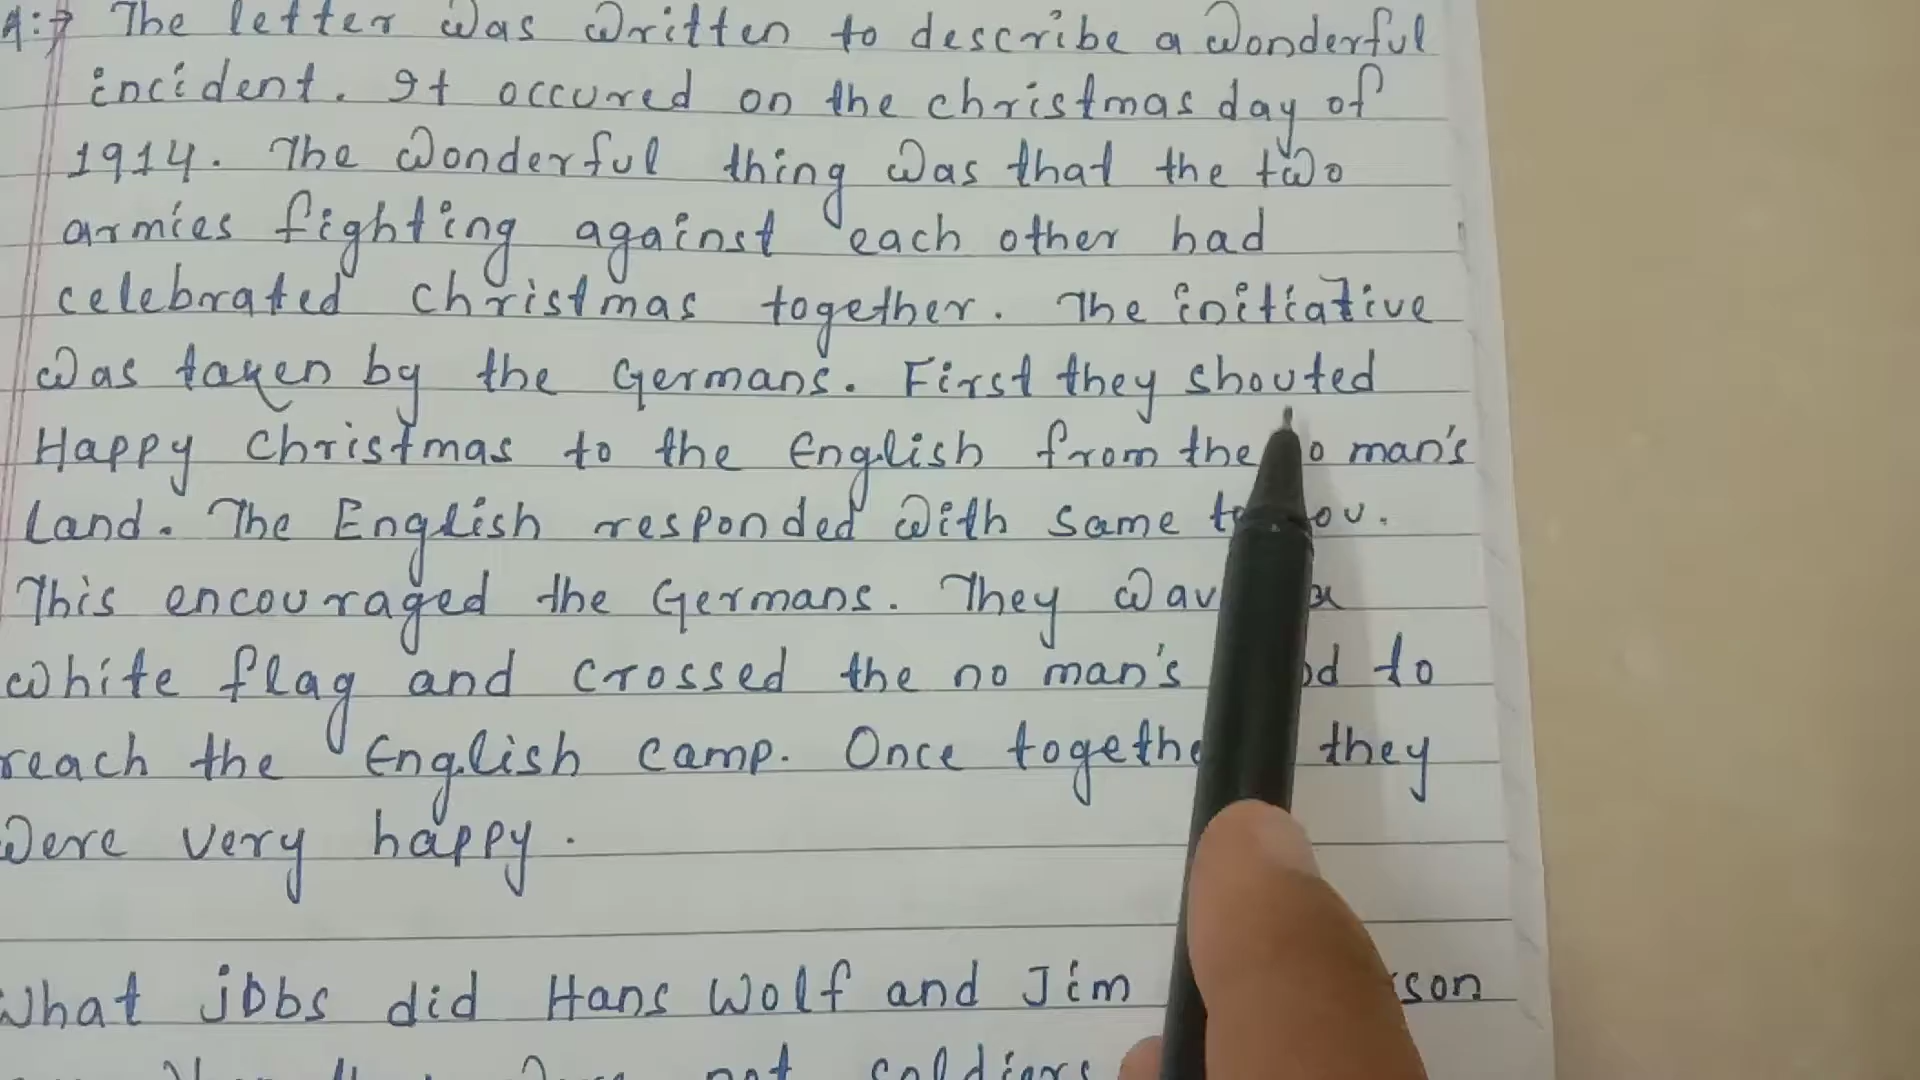 A:→ The letter was written to describe a wonderful
incident. It occured on the christmas day of
1914. The wonderful thing was that the two
armies fighting against each other had
celebrated christmas together. The initiative
was taken by the Germans. First they shouted
Happy christmas to the English from the man's
Land. The English responded with same
This encouraged the Germans. They
white flag and crossed the no man's to
reach the English camp. Once they
were very happy.
What jobs did Hans Wolf and Jim
not soldiers